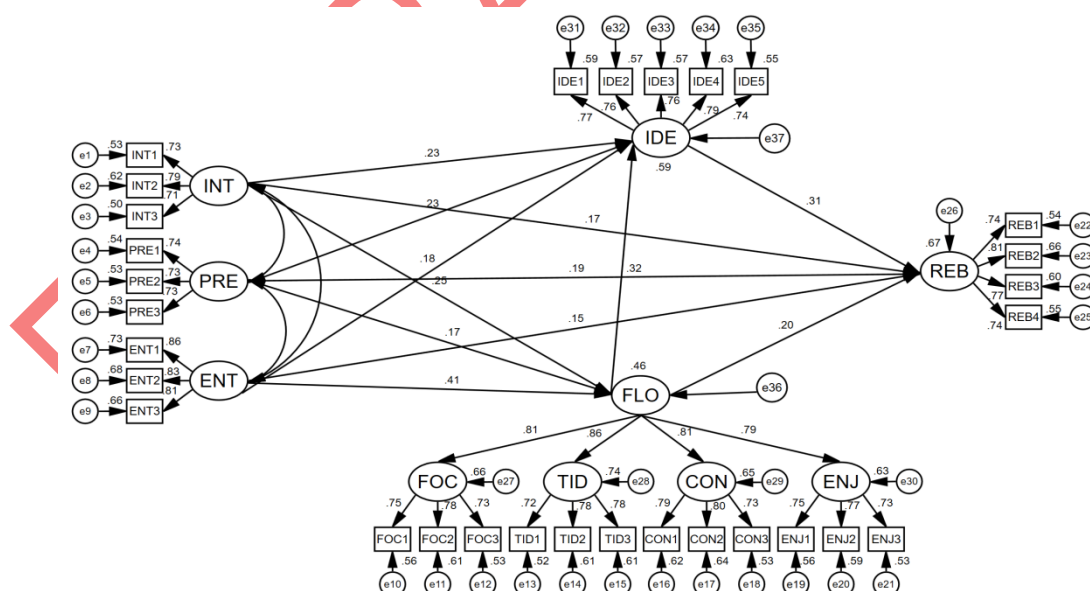 e31 e32 e33 e34 e35
.59 .57 .57 .63 .55
IDE1 IDE2 IDE3 IDE4 IDE5
.77 .76 .76 .79 .74
IDE
.59
e37
e1 .53 INT1 .73
e2 .62 INT2 .79
e3 .50 INT3 .71
INT
e4 .54 PRE1 .74
e5 .53 PRE2 .73
e6 .53 PRE3 .73
PRE
e7 .73 ENT1 .86
e8 .68 ENT2 .83
e9 .66 ENT3 .81
ENT
.23
.23
.18
.25
.17
.19 .32
.15
.17
.41
.31
.20
e26
.67
REB
.74 REB1 .54 e22
.81 REB2 .66 e23
.77 REB3 .60 e24
.74 REB4 .55 e25
.46
FLO
e36
.81 .86 .81 .79
FOC .66 e27
TID .74 e28
CON .65 e29
ENJ .63 e30
.75 .78 .73 .72 .78 .78 .79 .80 .73 .75 .77 .73
FOC1 FOC2 FOC3 TID1 TID2 TID3 CON1 CON2 CON3 ENJ1 ENJ2 ENJ3
.56 .61 .53 .52 .61 .61 .62 .64 .53 .56 .59 .53
e10 e11 e12 e13 e14 e15 e16 e17 e18 e19 e20 e21